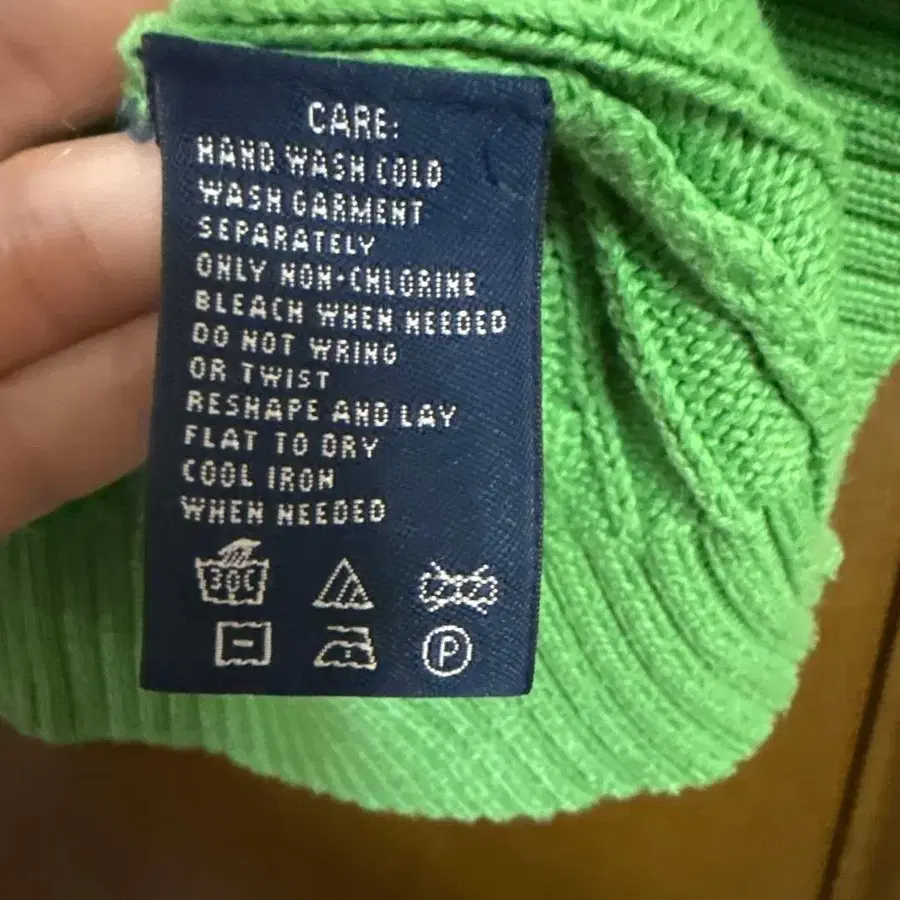 CARE:
HAND WASH COLD
WASH GARMENT
SEPARATELY
ONLY NON-CHLORINE
BLEACH WHEN NEEDED
DO NOT WRING
OR TWIST
RESHAPE AND LAY
FLAT TO DRY
COOL IRON
WHEN NEEDED
30C
P